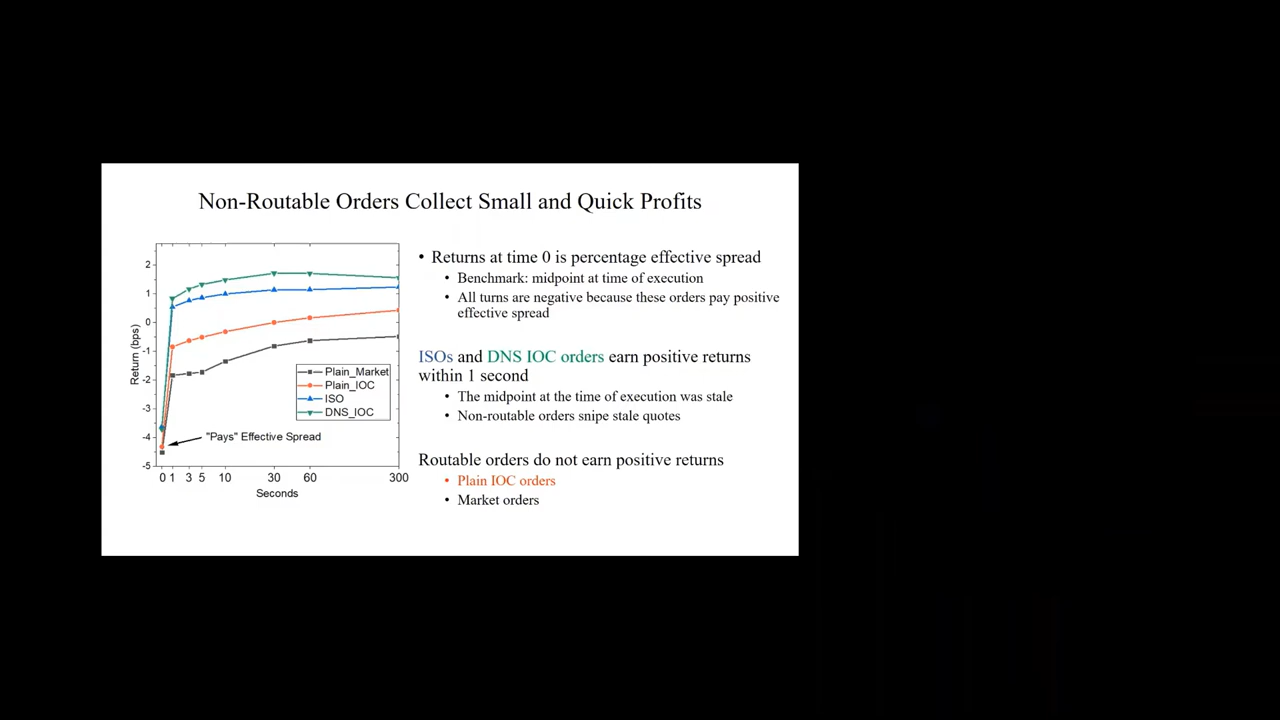 Non-Routable Orders Collect Small and Quick Profits
2
1
0
-1
-2
-3
-4
-5
Return (bps)
Plain_Market
Plain_IOC
ISO
DNS_IOC
"Pays" Effective Spread
0 1 3 5 10 30 60 300
Seconds
• Returns at time 0 is percentage effective spread
• Benchmark: midpoint at time of execution
• All turns are negative because these orders pay positive
effective spread
ISOs and DNS IOC orders earn positive returns
within 1 second
• The midpoint at the time of execution was stale
• Non-routable orders snipe stale quotes
Routable orders do not earn positive returns
• Plain IOC orders
• Market orders